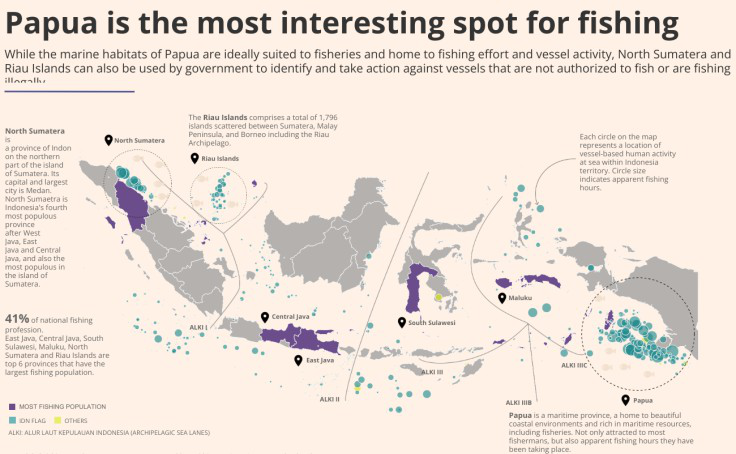 Papua is the most interesting spot for fishing
While the marine habitats of Papua are ideally suited to fisheries and home to fishing effort and vessel activity, North Sumatera and
Riau Islands can also be used by government to identify and take action against vessels that are not authorized to fish or are fishing
illegally
North Sumatera
is
a province of Indon
on the northern
part of the island
of Sumatera. Its
capital and largest
city is Medan.
North Sumaetra is
Indonesia's fourth
most populous
province
after West
Java, East
Java and Central
Java, and also the
most populous in
the island of
Sumatera.
41% of national fishing
profession.
East Java, Central Java, South
Sulawesi, Maluku, North
Sumatera and Riau Islands are
top 6 provinces that have the
largest fishing population.
The Riau Islands comprises a total of 1,796
islands scattered between Sumatera, Malay
Peninsula, and Borneo including the Riau
Archipelago.
North Sumatera
Riau Islands
Each circle on the map
represents a location of
vessel-based human activity
at sea within Indonesia
territory. Circle size
indicates apparent fishing
hours.
Maluku
Central Java
South Sulawesi
ALKI I
East Java
ALKI IIIC
ALKI III
ALKI II
ALKI IIIB
Papua
Papua is a maritime province, a home to beautiful
coastal environments and rich in maritime resources,
including fisheries. Not only attracted to most
fishermen, but also apparent fishing hours they have
been taking place.
MOST FISHING POPULATION
IDN FLAG
OTHERS
ALKI: ALUR LAUT KEPULAUAN INDONESIA (ARCHIPELAGIC SEA LANES)